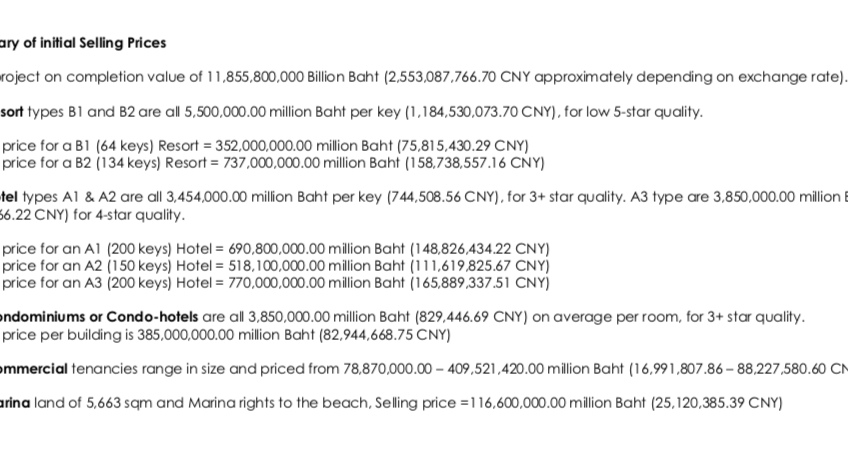 ary of initial Selling Prices
roject on completion value of 11,855,800,000 Billion Baht (2,553,087,766.70 CNY approximately depending on exchange rate).
sort types B1 and B2 are all 5,500,000.00 million Baht per key (1,184,530,073.70 CNY), for low 5-star quality.
price for a B1 (64 keys) Resort = 352,000,000.00 million Baht (75,815,430.29 CNY)
price for a B2 (134 keys) Resort = 737,000,000.00 million Baht (158,738,557.16 CNY)
tel types A1 & A2 are all 3,454,000.00 million Baht per key (744,508.56 CNY), for 3+ star quality. A3 type are 3,850,000.00 million B
66.22 CNY) for 4-star quality.
price for an A1 (200 keys) Hotel = 690,800,000.00 million Baht (148,826,434.22 CNY)
price for an A2 (150 keys) Hotel = 518,100,000.00 million Baht (111,619,825.67 CNY)
price for an A3 (200 keys) Hotel = 770,000,000.00 million Baht (165,889,337.51 CNY)
ondominiums or Condo-hotels are all 3,850,000.00 million Baht (829,446.69 CNY) on average per room, for 3+ star quality.
price per building is 385,000,000.00 million Baht (82,944,668.75 CNY)
ommercial tenancies range in size and priced from 78,870,000.00 – 409,521,420.00 million Baht (16,991,807.86 – 88,227,580.60 CN
arina land of 5,663 sqm and Marina rights to the beach, Selling price =116,600,000.00 million Baht (25,120,385.39 CNY)